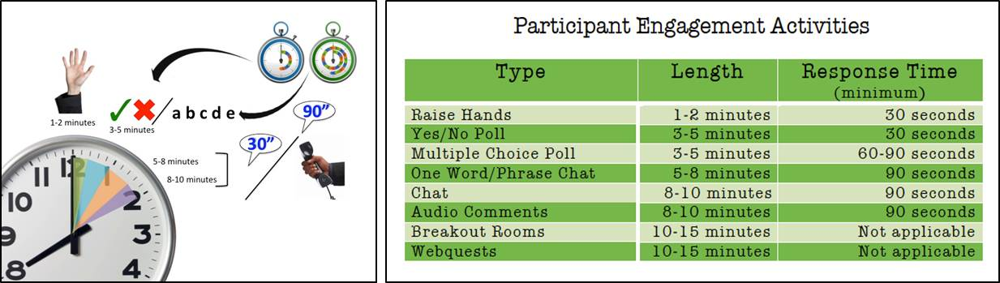 90”
30”
a b c d e
1-2 minutes
3-5 minutes
5-8 minutes
8-10 minutes
11
12
1
10
2
9
3
8
4
Participant Engagement Activities
Type Length Response Time
(minimum)
Raise Hands 1-2 minutes 30 seconds
Yes/No Poll 3-5 minutes 30 seconds
Multiple Choice Poll 3-5 minutes 60-90 seconds
One Word/Phrase Chat 5-8 minutes 90 seconds
Chat 8-10 minutes 90 seconds
Audio Comments 8-10 minutes 90 seconds
Breakout Rooms 10-15 minutes Not applicable
Webquests 10-15 minutes Not applicable